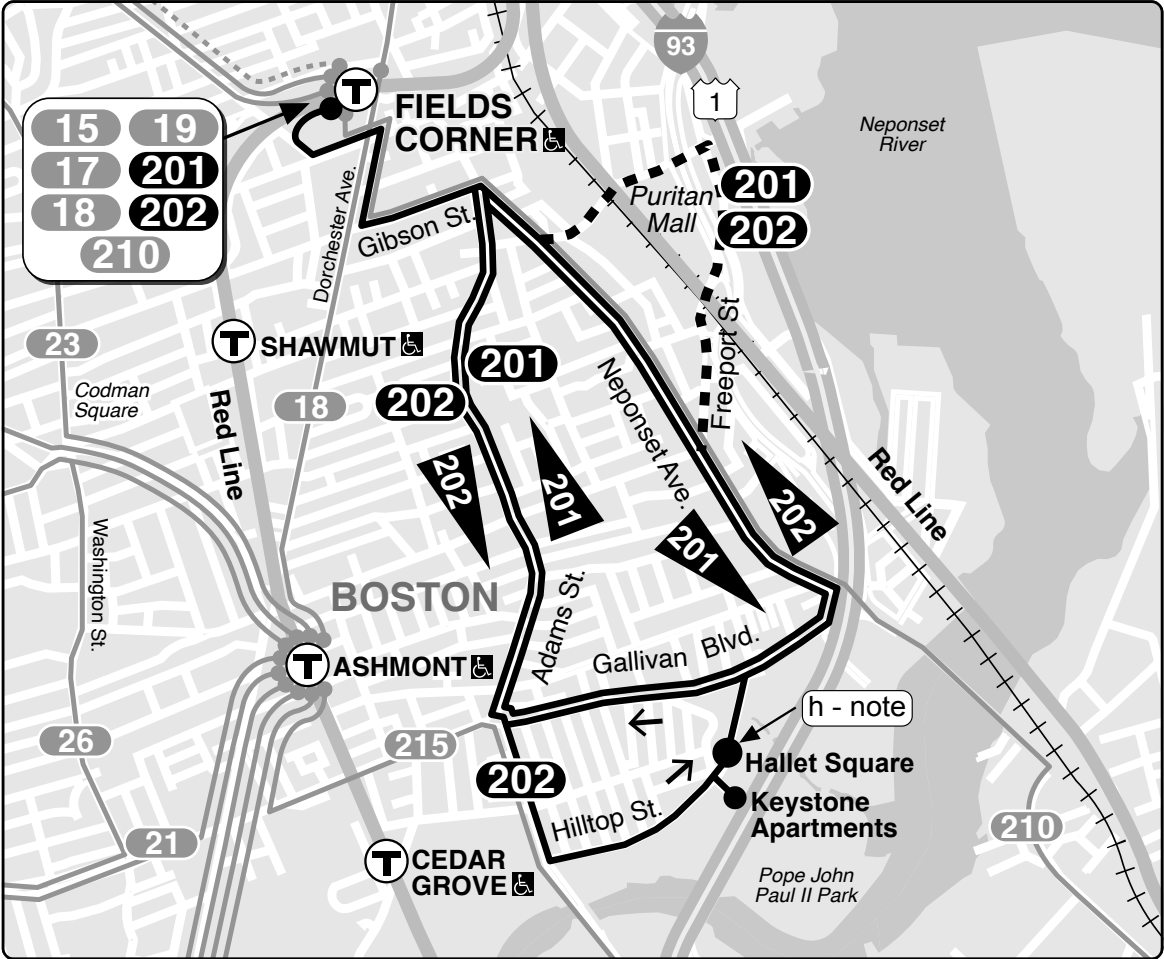 93
1
T
FIELDS
CORNER
15 19
17 201
18 202
210
Neponset
River
201
202
Puritan
Mall
Gibson St.
Dorchester Ave.
Freeport St
T SHAWMUT
23
201
202
18
Codman
Square
Red Line
Neponset Ave.
202
201
202
201
Red Line
Washington St.
BOSTON
Adams St.
Gallivan Blvd.
T ASHMONT
h - note
26
215
202
Hallet Square
Keystone
Apartments
Hilltop St.
210
21
T CEDAR
GROVE
Pope John
Paul II Park